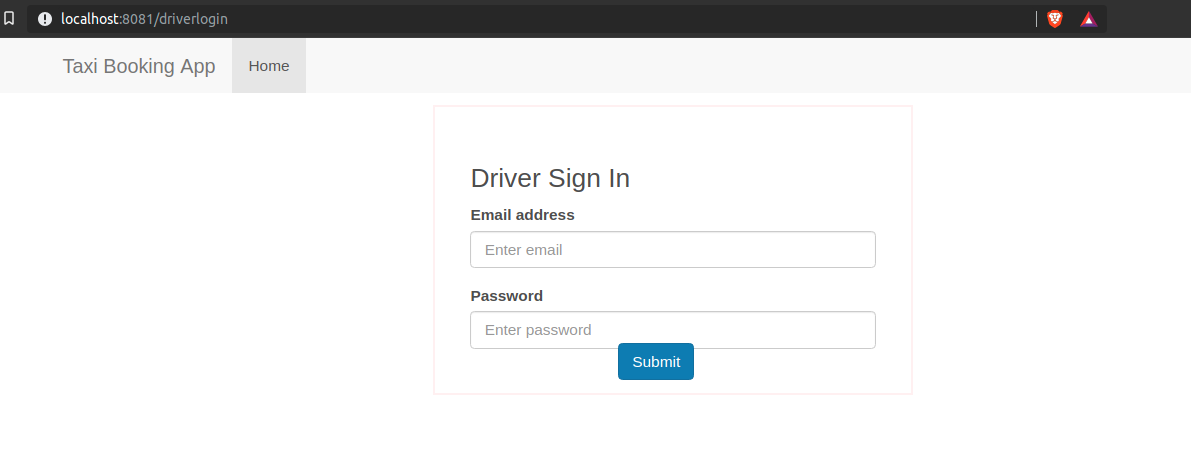 localhost:8081/driverlogin
Taxi Booking App Home
Driver Sign In
Email address
Enter email
Password
Enter password
Submit